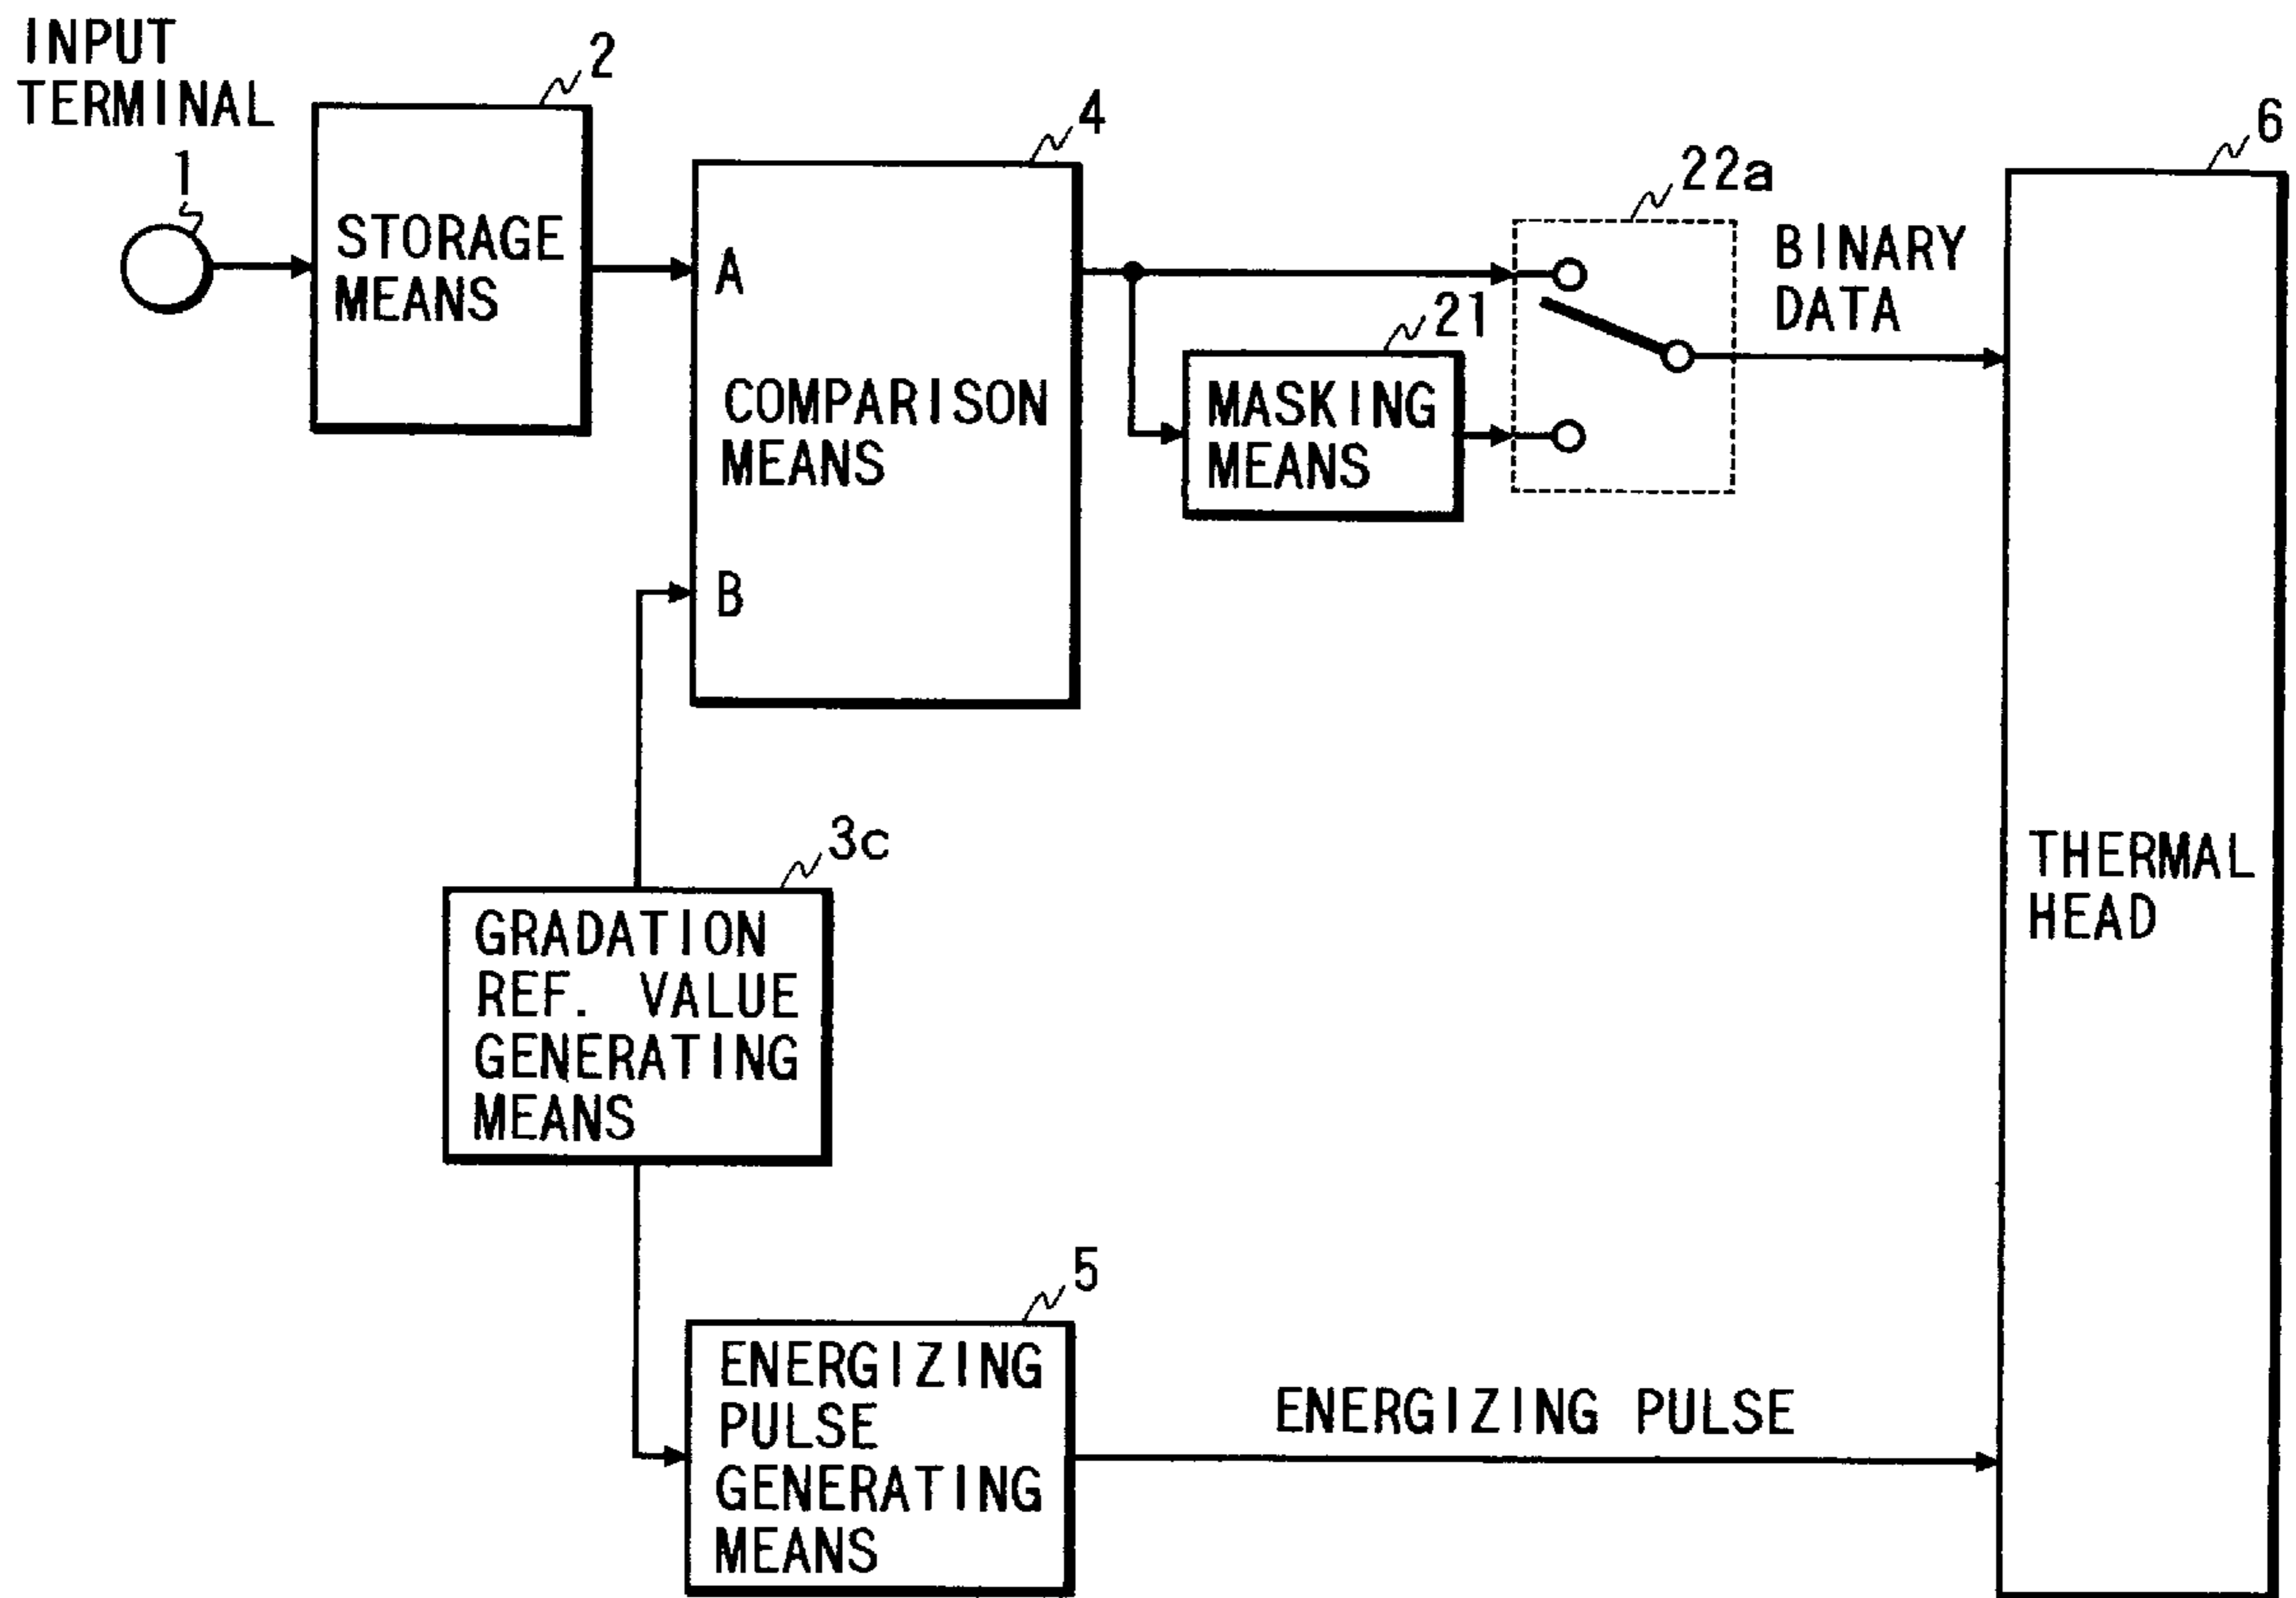 INPUT
TERMINAL
1
2
STORAGE
MEANS
4
A
COMPARISON
MEANS
B
21
MASKING
MEANS
22a
BINARY
DATA
6
THERMAL
HEAD
3c
GRADATION
REF. VALUE
GENERATING
MEANS
5
ENERGIZING
PULSE
GENERATING
MEANS
ENERGIZING PULSE